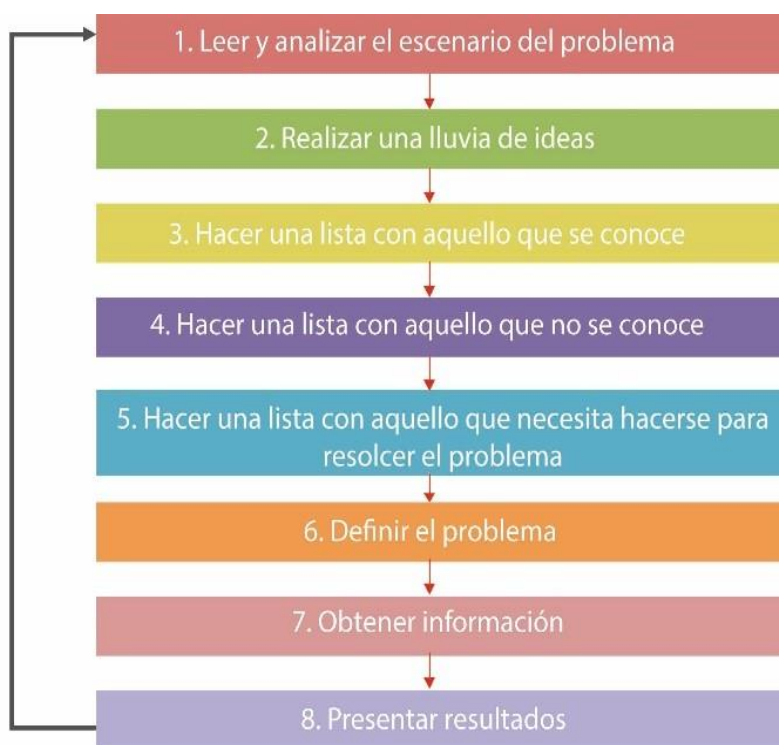 1. Leer y analizar el escenario del problema
2. Realizar una lluvia de ideas
3. Hacer una lista con aquello que se conoce
4. Hacer una lista con aquello que no se conoce
5. Hacer una lista con aquello que necesita hacerse para
resolcer el problema
6. Definir el problema
7. Obtener información
8. Presentar resultados